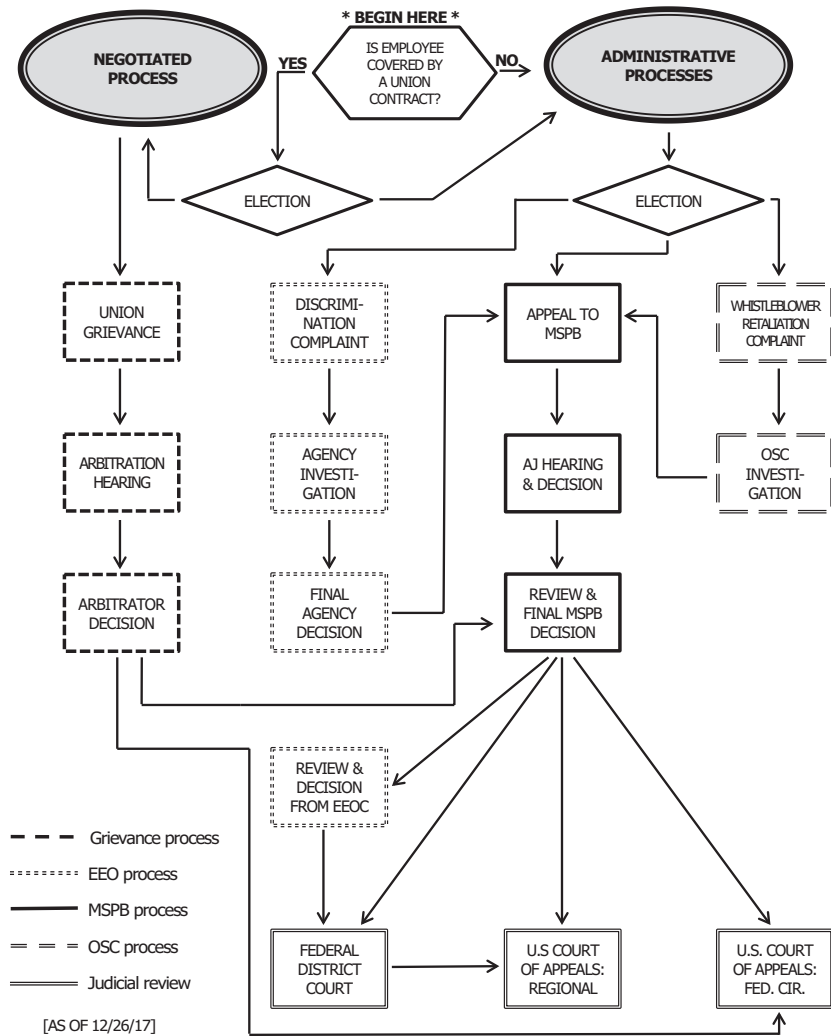 * BEGIN HERE *
NEGOTIATED
PROCESS
YES
IS EMPLOYEE
COVERED BY
A UNION
CONTRACT?
NO
ADMINISTRATIVE
PROCESSES
ELECTION
ELECTION
UNION
GRIEVANCE
DISCRIMI-
NATION
COMPLAINT
APPEAL TO
MSPB
WHISTLEBLOWER
RETALIATION
COMPLAINT
ARBITRATION
HEARING
AGENCY
INVESTI-
GATION
AJ HEARING
& DECISION
OSC
INVESTI-
GATION
ARBITRATOR
DECISION
FINAL
AGENCY
DECISION
REVIEW &
FINAL MSPB
DECISION
REVIEW &
DECISION
FROM EEOC
Grievance process
EEO process
MSPB process
OSC process
Judicial review
FEDERAL
DISTRICT
COURT
U.S COURT
OF APPEALS:
REGIONAL
U.S. COURT
OF APPEALS:
FED. CIR.
[AS OF 12/26/17]